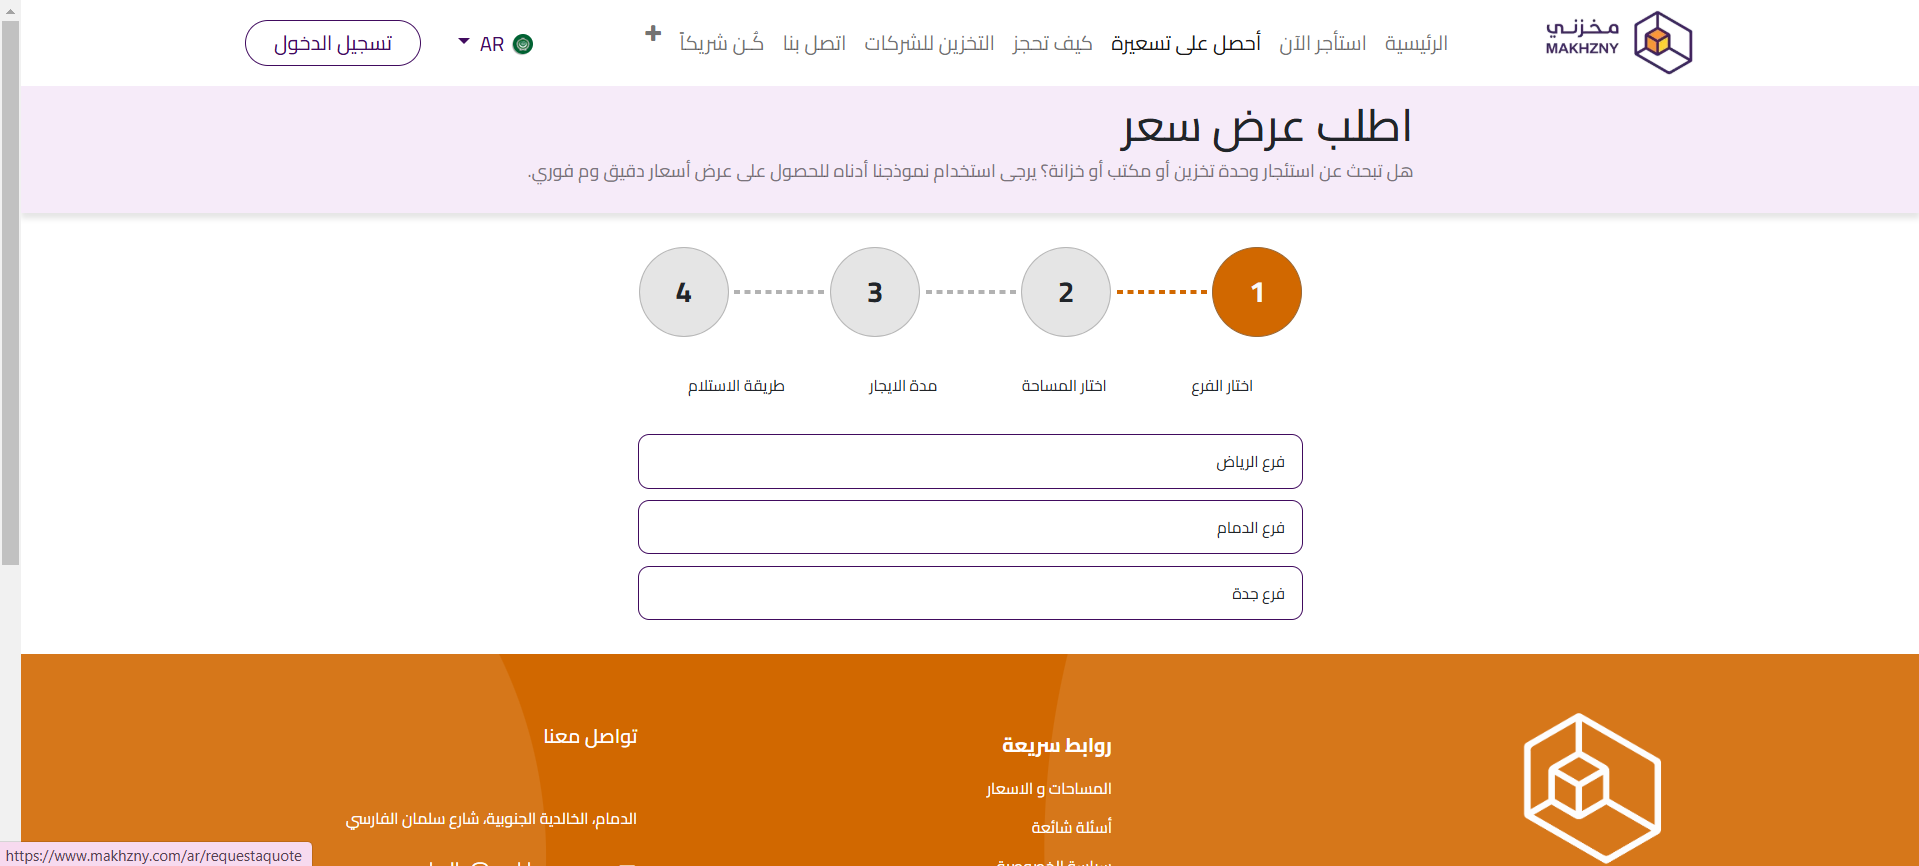 مخزني
MAKHZNY
الرئيسية استأجر الآن أحصل على تسعيرة كيف تحجز التخزين للشركات اتصل بنا كُـن شريكاً +
AR
تسجيل الدخول
اطلب عرض سعر
هل تبحث عن استئجار وحدة تخزين أو مكتب أو خزانة؟ يرجى استخدام نموذجنا أدناه للحصول على عرض أسعار دقيق وم فوري.
1 2 3 4
اختار الفرع اختار المساحة مدة الايجار طريقة الاستلام
فرع الرياض
فرع الدمام
فرع جدة
روابط سريعة
المساحات و الاسعار
أسئلة شائعة
سياسة الخصوصية
تواصل معنا
الدمام، الخالدية الجنوبية، شارع سلمان الفارسي
https://www.makhzny.com/ar/requestaquote